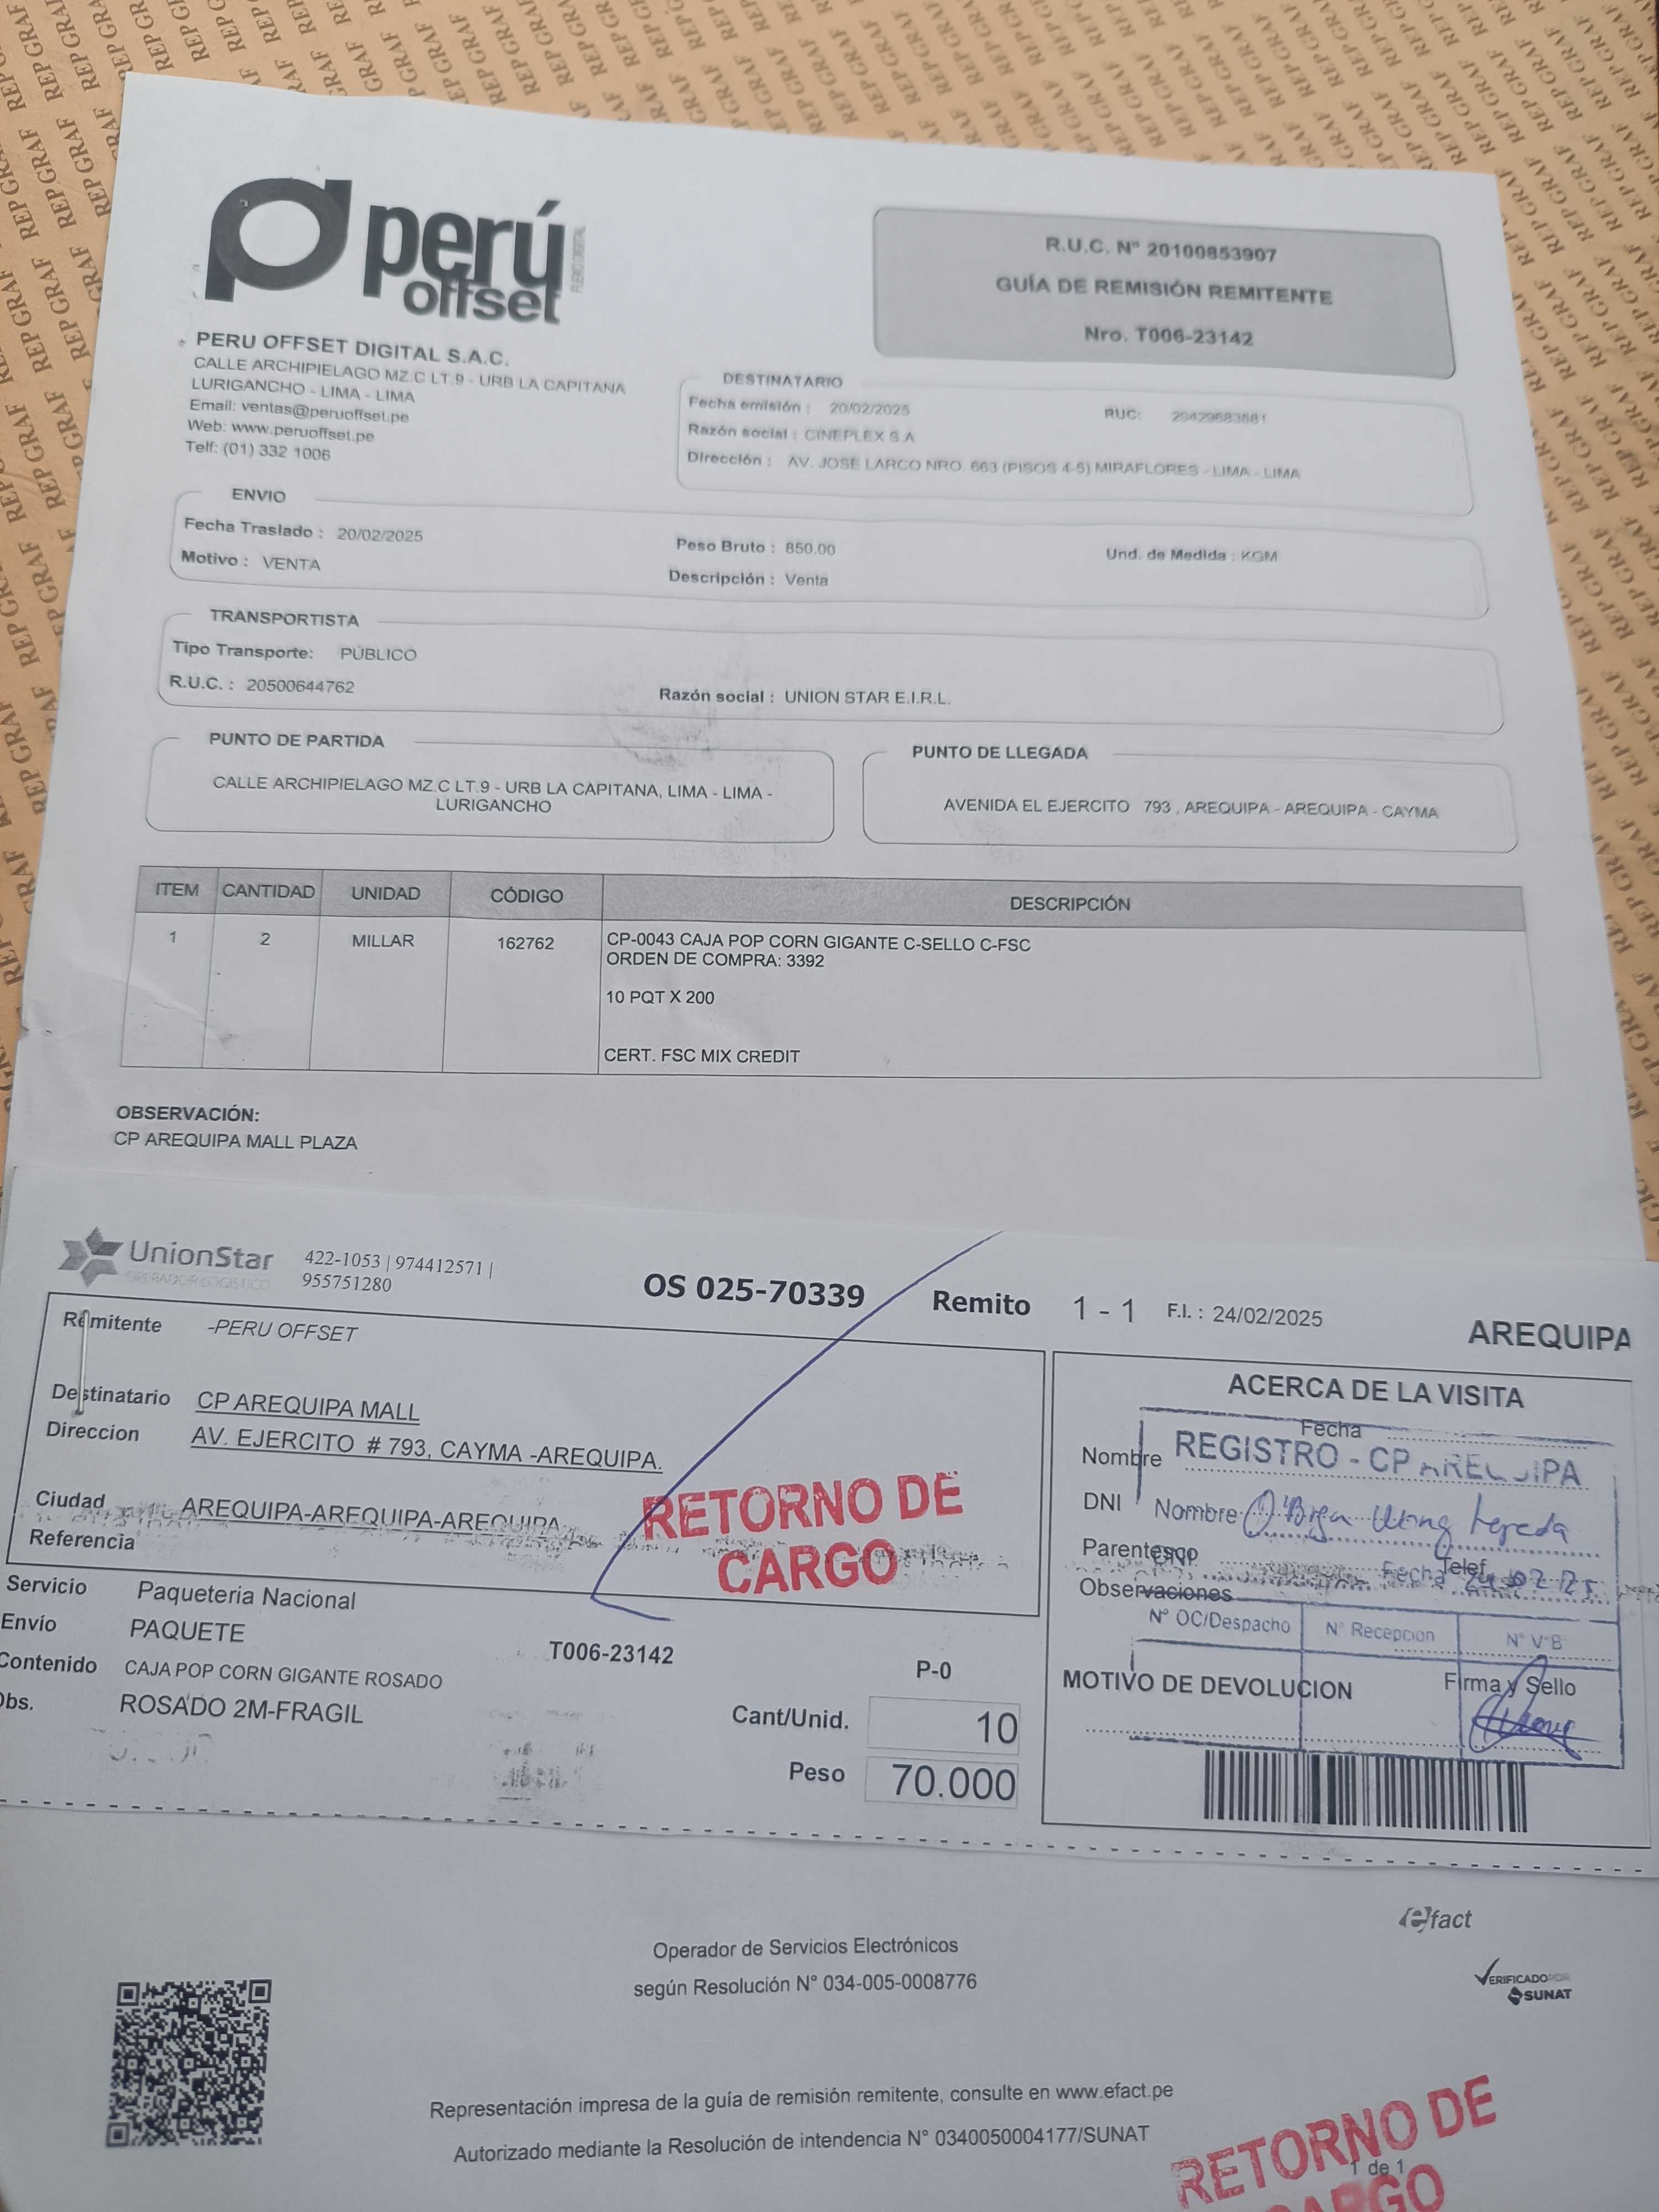 perú
offset
R.U.C. N° 20100853907
GUÍA DE REMISIÓN REMITENTE
Nro. T006-23142
PERU OFFSET DIGITAL S.A.C.
CALLE ARCHIPIELAGO MZ.C LT.9 - URB LA CAPITANA
LURIGANCHO - LIMA - LIMA
Email: ventas@peruoffset.pe
Web: www.peruoffset.pe
Telf: (01) 332 1006
DESTINATARIO
Fecha emisión : 20/02/2025 RUC: 20429683581
Razón social : CINEPLEX S.A
Dirección : AV. JOSE LARCO NRO. 663 (PISOS 4-5) MIRAFLORES - LIMA - LIMA
ENVIO
Fecha Traslado : 20/02/2025 Peso Bruto : 850.00 Und. de Medida : KGM
Motivo : VENTA Descripción : Venta
TRANSPORTISTA
Tipo Transporte: PÚBLICO
R.U.C. : 20500644762 Razón social : UNION STAR E.I.R.L.
PUNTO DE PARTIDA
CALLE ARCHIPIELAGO MZ.C LT.9 - URB LA CAPITANA, LIMA - LIMA -
LURIGANCHO
PUNTO DE LLEGADA
AVENIDA EL EJERCITO 793 , AREQUIPA - AREQUIPA - CAYMA
ITEM CANTIDAD UNIDAD CÓDIGO DESCRIPCIÓN
1 2 MILLAR 162762 CP-0043 CAJA POP CORN GIGANTE C-SELLO C-FSC
ORDEN DE COMPRA: 3392
10 PQT X 200
CERT. FSC MIX CREDIT
OBSERVACIÓN:
CP AREQUIPA MALL PLAZA
UnionStar
OPERADOR LOGISTICO
422-1053 | 974412571 |
955751280
OS 025-70339 Remito 1 - 1 F.I. : 24/02/2025
AREQUIPA
Remitente -PERU OFFSET
Destinatario CP AREQUIPA MALL
Direccion AV. EJERCITO # 793, CAYMA -AREQUIPA.
Ciudad AREQUIPA-AREQUIPA-AREQUIPA
Referencia
RETORNO DE
CARGO
Servicio Paqueteria Nacional
Envío PAQUETE T006-23142 P-0
Contenido CAJA POP CORN GIGANTE ROSADO
Obs. ROSADO 2M-FRAGIL
Cant/Unid. 10
Peso 70.000
ACERCA DE LA VISITA
Fecha
Nombre REGISTRO - CP AREQUIPA
DNI Nombre
Parentesco Telef
Observaciones Fecha
N° OC/Despacho N° Recepcion N° V°B°
MOTIVO DE DEVOLUCION Firma y Sello
efact
Operador de Servicios Electrónicos
según Resolución N° 034-005-0008776
VERIFICADO POR
SUNAT
Representación impresa de la guía de remisión remitente, consulte en www.efact.pe
Autorizado mediante la Resolución de intendencia N° 0340050004177/SUNAT
1 de 1
RETORNO DE
CARGO
REP GRAF